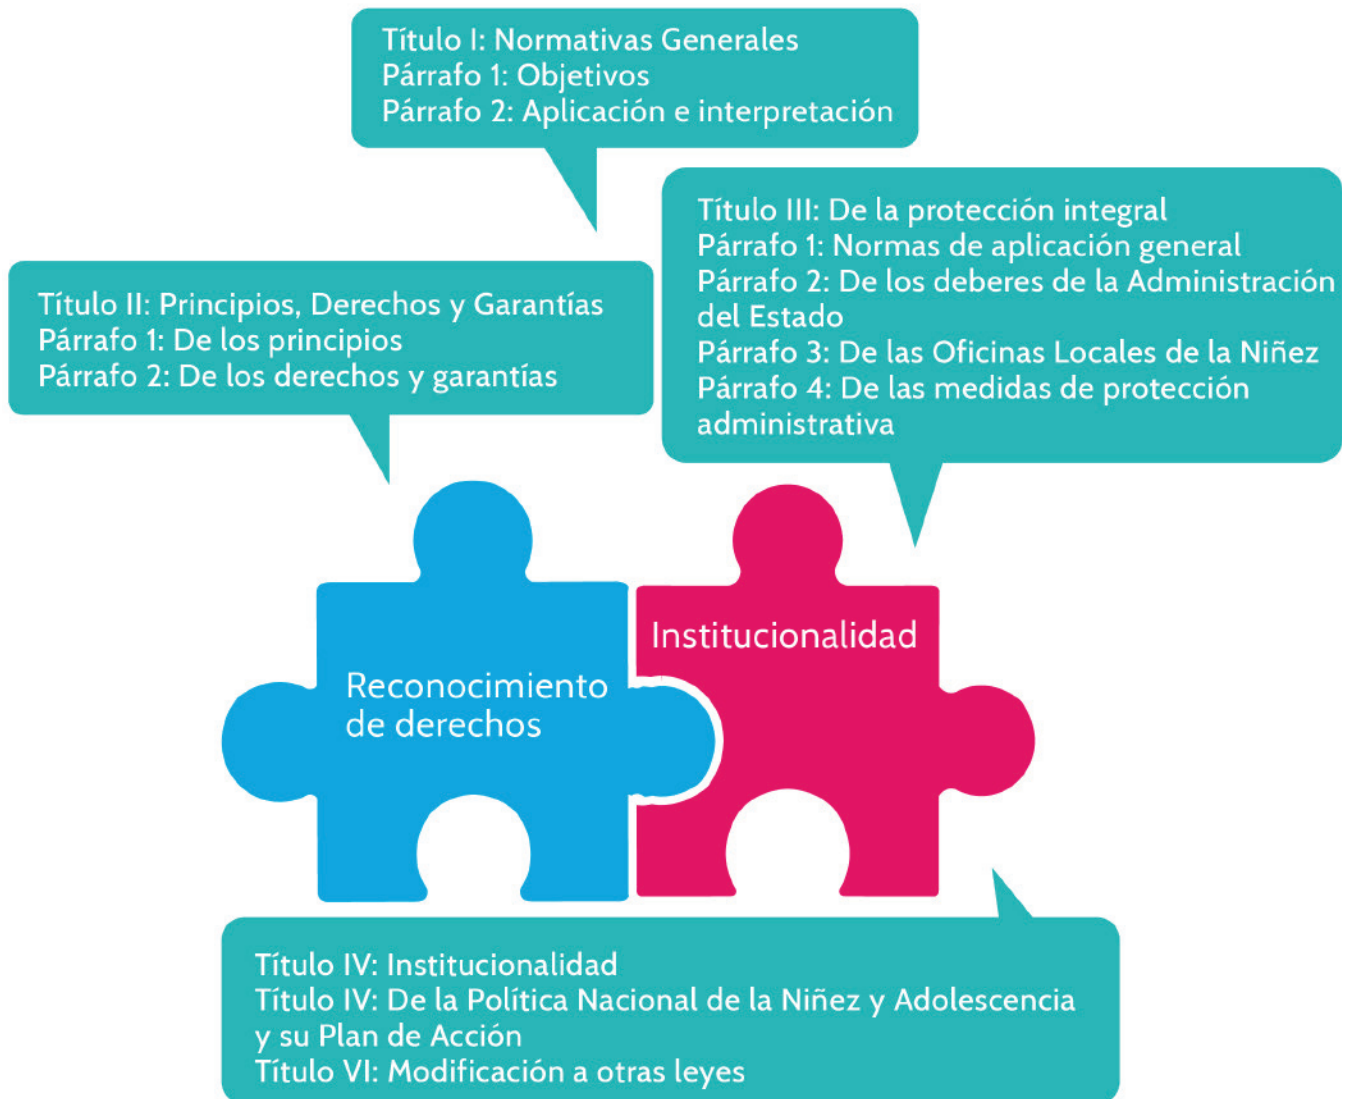 Título I: Normativas Generales
Párrafo 1: Objetivos
Párrafo 2: Aplicación e interpretación
Título III: De la protección integral
Párrafo 1: Normas de aplicación general
Párrafo 2: De los deberes de la Administración
del Estado
Párrafo 3: De las Oficinas Locales de la Niñez
Párrafo 4: De las medidas de protección
administrativa
Título II: Principios, Derechos y Garantías
Párrafo 1: De los principios
Párrafo 2: De los derechos y garantías
Reconocimiento
de derechos
Institucionalidad
Título IV: Institucionalidad
Título IV: De la Política Nacional de la Niñez y Adolescencia
y su Plan de Acción
Título VI: Modificación a otras leyes